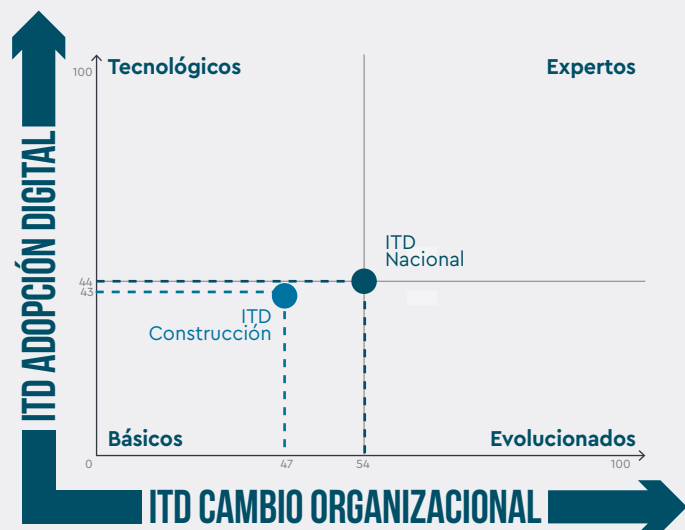 100
Tecnológicos
Expertos
ITD ADOPCIÓN DIGITAL
ITD
Nacional
44
43
ITD
Construcción
Básicos
Evolucionados
0
47
54
100
ITD CAMBIO ORGANIZACIONAL